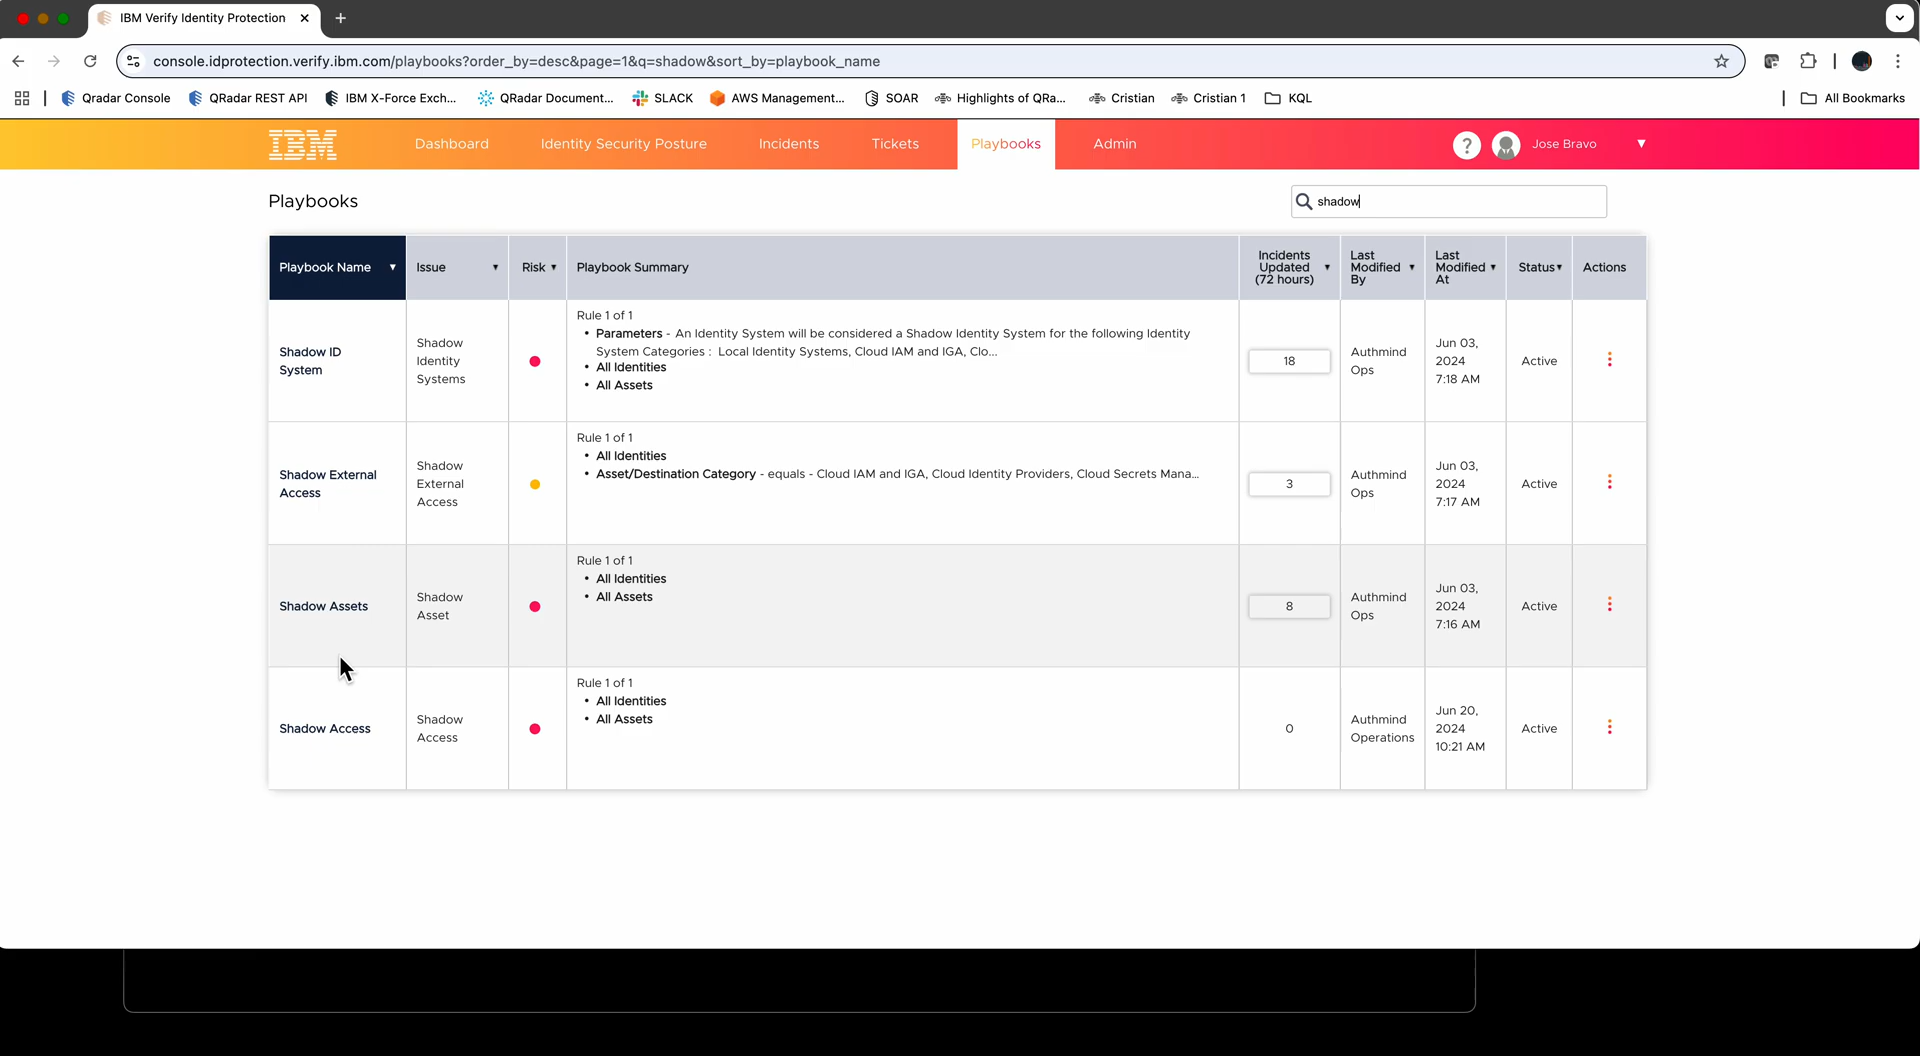 IBM Verify Identity Protection
console.idprotection.verify.ibm.com/playbooks?order_by=desc&page=1&q=shadow&sort_by=playbook_name
Qradar Console
QRadar REST API
IBM X-Force Exch...
QRadar Document...
SLACK
AWS Management...
SOAR
Highlights of QRa...
Cristian
Cristian 1
KQL
All Bookmarks
IBM
Dashboard
Identity Security Posture
Incidents
Tickets
Playbooks
Admin
?
Jose Bravo
Playbooks
shadow
Playbook Name
Issue
Risk
Playbook Summary
Incidents
Updated
(72 hours)
Last
Modified
By
Last
Modified
At
Status
Actions
Shadow ID
System
Shadow
Identity
Systems
Rule 1 of 1
• Parameters - An Identity System will be considered a Shadow Identity System for the following Identity
System Categories : Local Identity Systems, Cloud IAM and IGA, Clo...
• All Identities
• All Assets
18
Authmind
Ops
Jun 03,
2024
7:18 AM
Active
Shadow External
Access
Shadow
External
Access
Rule 1 of 1
• All Identities
• Asset/Destination Category - equals - Cloud IAM and IGA, Cloud Identity Providers, Cloud Secrets Mana...
3
Authmind
Ops
Jun 03,
2024
7:17 AM
Active
Shadow Assets
Shadow
Asset
Rule 1 of 1
• All Identities
• All Assets
8
Authmind
Ops
Jun 03,
2024
7:16 AM
Active
Shadow Access
Shadow
Access
Rule 1 of 1
• All Identities
• All Assets
0
Authmind
Operations
Jun 20,
2024
10:21 AM
Active